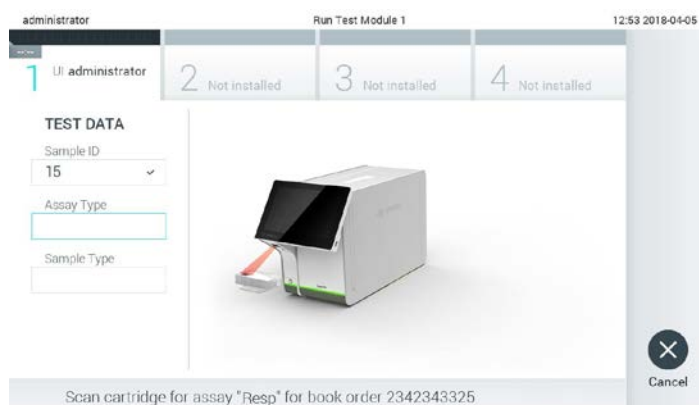 administrator Run Test Module 1 12:53 2018-04-05
1 UI administrator 2 Not installed 3 Not installed 4 Not installed
TEST DATA
Sample ID
15
Assay Type
Sample Type
Cancel
Scan cartridge for assay "Resp" for book order 2342343325